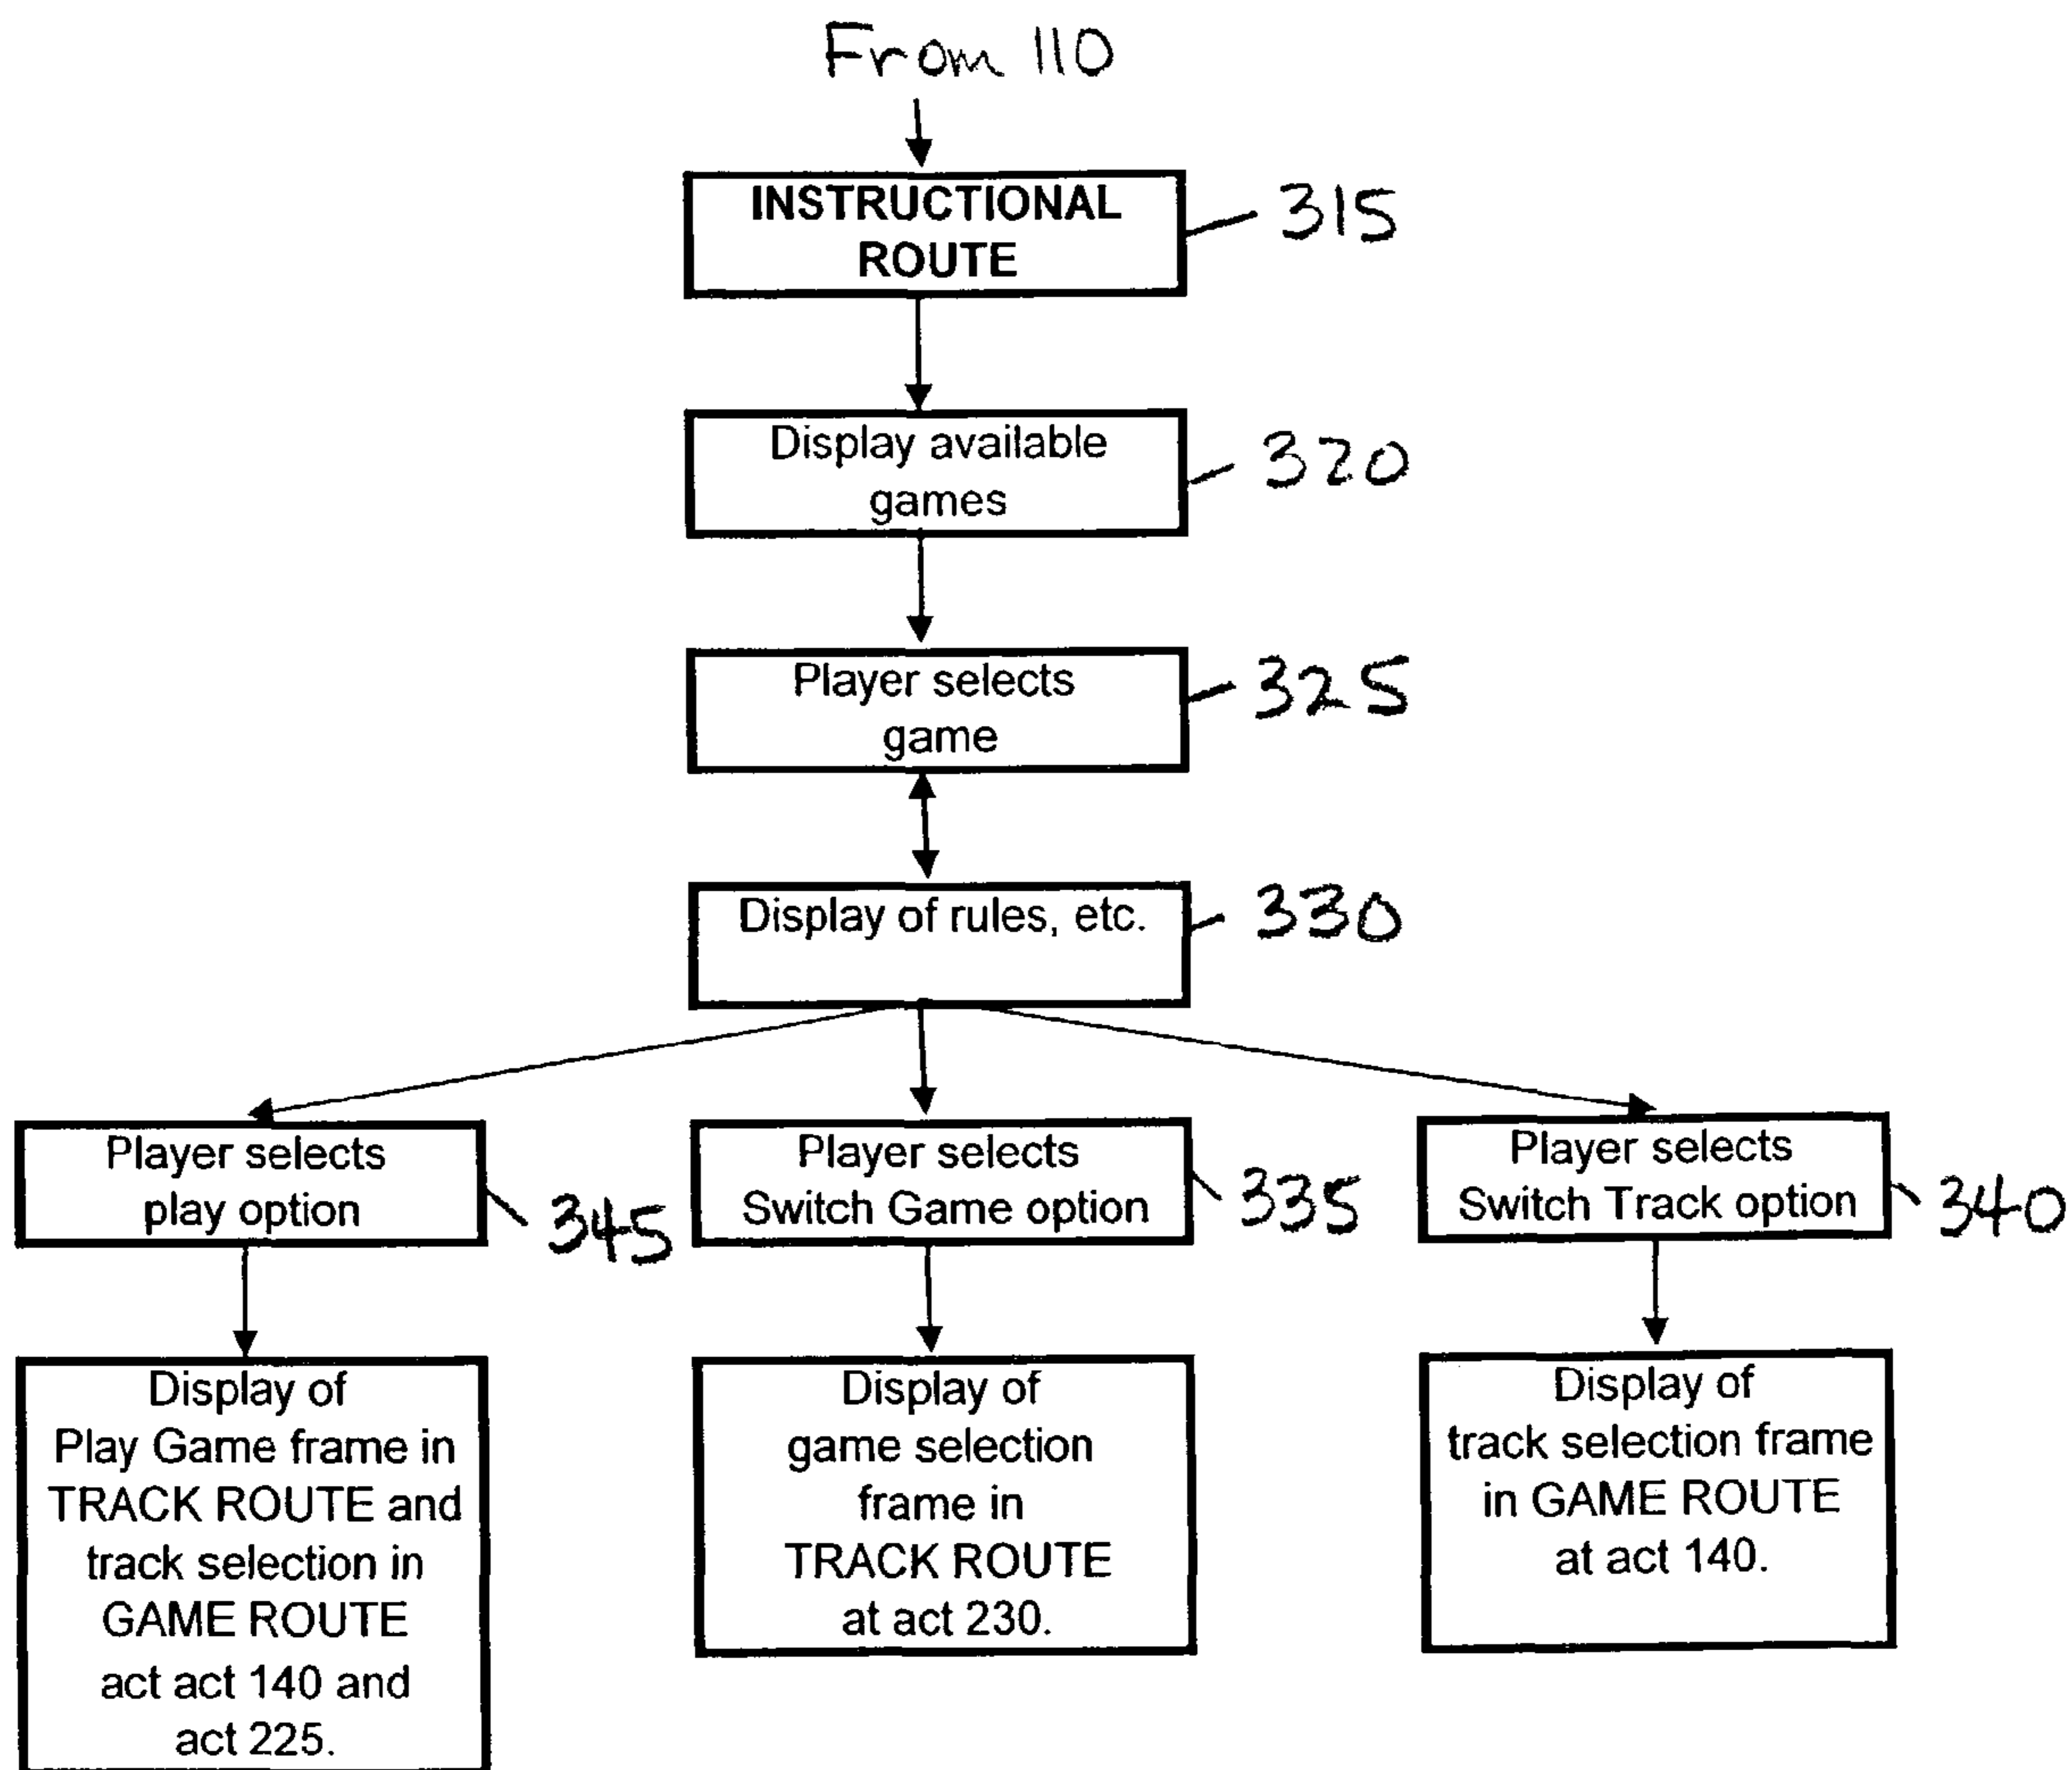 From 110
INSTRUCTIONAL
ROUTE
315
Display available
games
320
Player selects
game
325
Display of rules, etc.
330
Player selects
play option
345
Player selects
Switch Game option
335
Player selects
Switch Track option
340
Display of
Play Game frame in
TRACK ROUTE and
track selection in
GAME ROUTE
act act 140 and
act 225.
Display of
game selection
frame in
TRACK ROUTE
at act 230.
Display of
track selection frame
in GAME ROUTE
at act 140.